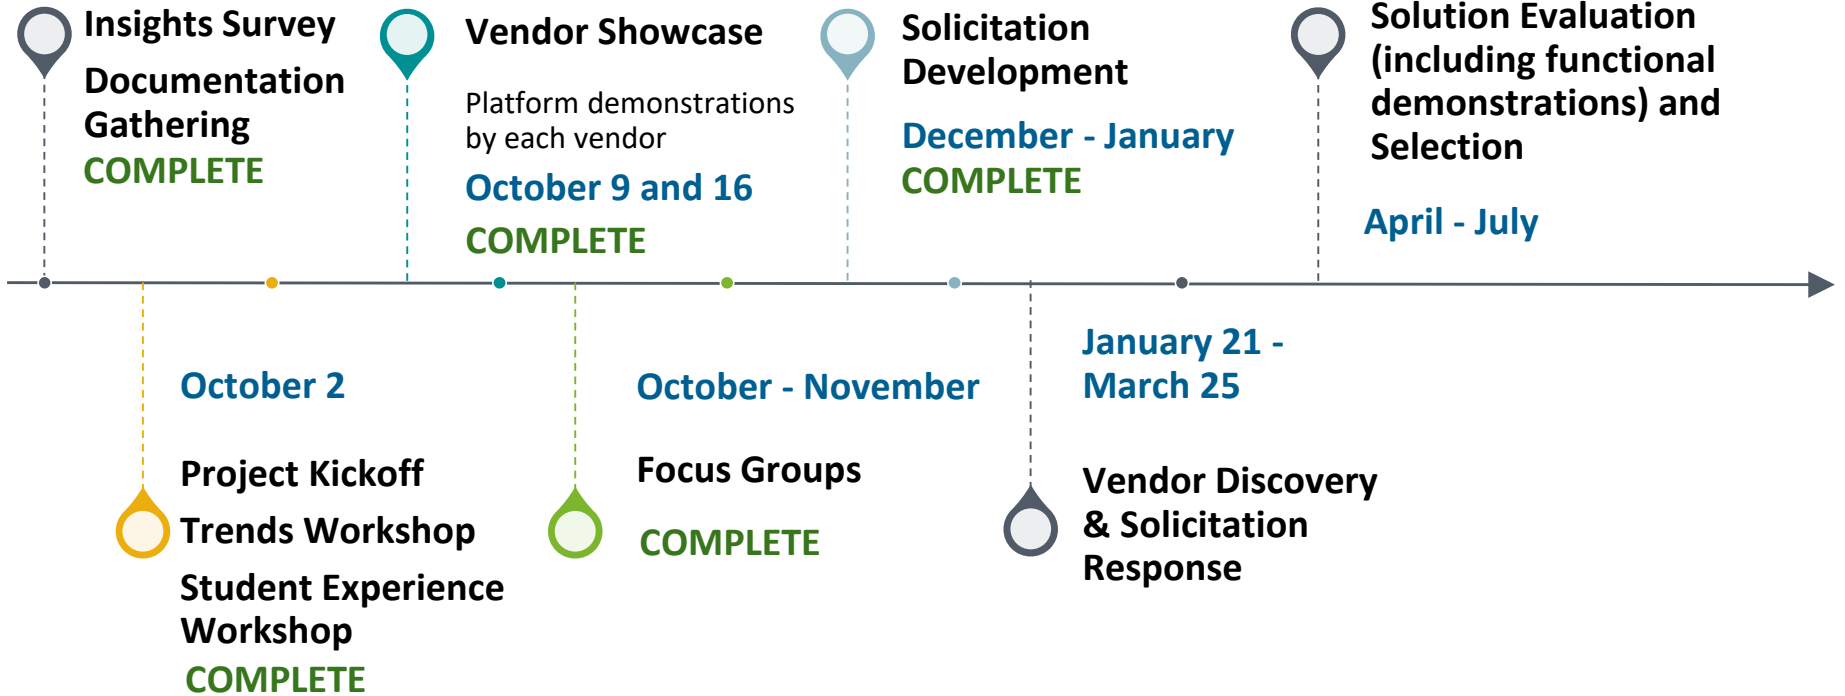 Insights Survey
Documentation
Gathering
COMPLETE
Vendor Showcase
Platform demonstrations
by each vendor
October 9 and 16
COMPLETE
Solicitation
Development
December - January
COMPLETE
Solution Evaluation
(including functional
demonstrations) and
Selection
April - July
October 2
Project Kickoff
Trends Workshop
Student Experience
Workshop
COMPLETE
October - November
Focus Groups
COMPLETE
January 21 -
March 25
Vendor Discovery
& Solicitation
Response